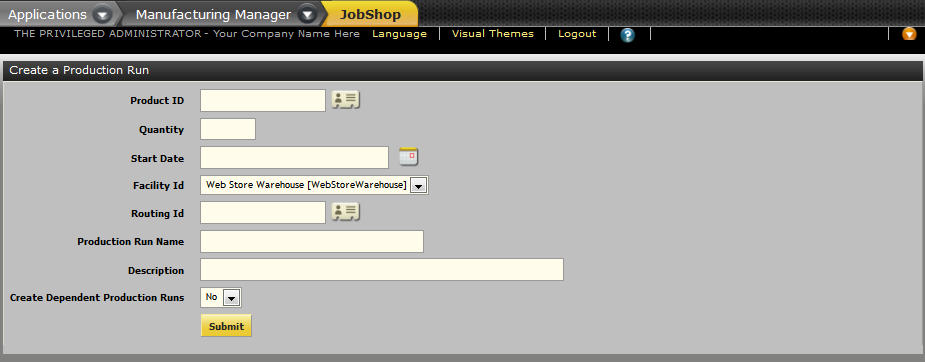 Applications Manufacturing Manager JobShop
THE PRIVILEGED ADMINISTRATOR - Your Company Name Here Language Visual Themes Logout ?
Create a Production Run
Product ID
Quantity
Start Date
Facility Id Web Store Warehouse [WebStoreWarehouse]
Routing Id
Production Run Name
Description
Create Dependent Production Runs No
Submit